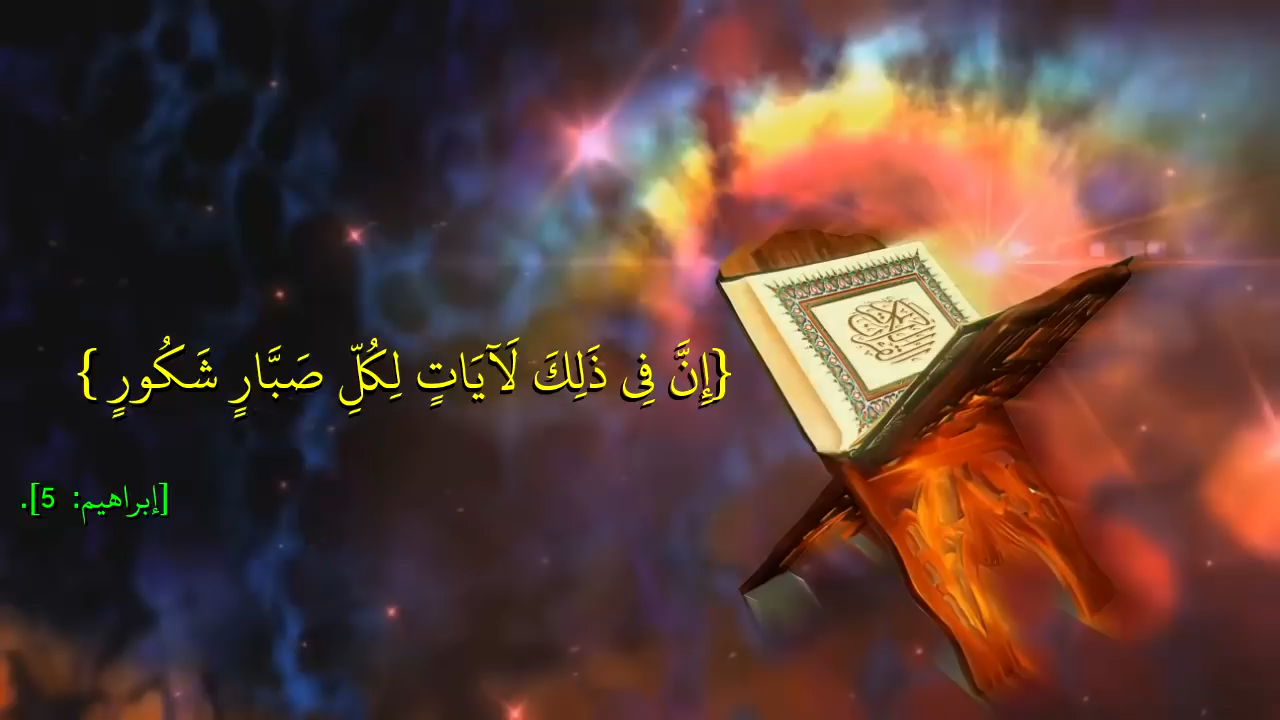 {إِنَّ فِي ذَلِكَ لَآيَاتٍ لِكُلِّ صَبَّارٍ شَكُورٍ }
[إبراهيم: 5].